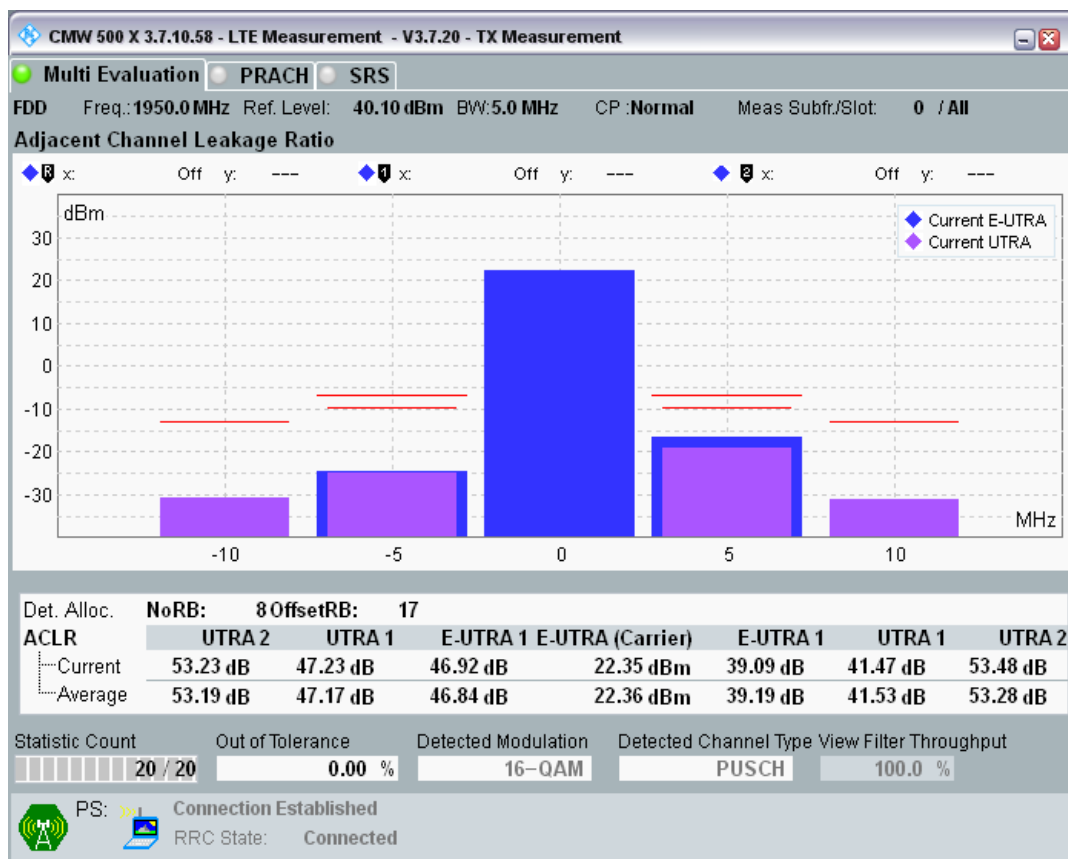 CMW 500 X 3.7.10.58 - LTE Measurement - V3.7.20 - TX Measurement
Multi Evaluation PRACH SRS
FDD Freq.: 1950.0 MHz Ref. Level: 40.10 dBm BW: 5.0 MHz CP : Normal Meas Subfr./Slot: 0 / All
Adjacent Channel Leakage Ratio
R x: Off y: --- 1 x: Off y: --- 2 x: Off y: ---
dBm
Current E-UTRA
Current UTRA
30
20
10
0
-10
-20
-30
MHz
-10 -5 0 5 10
Det. Alloc. NoRB: 8 OffsetRB: 17
ACLR UTRA 2 UTRA 1 E-UTRA 1 E-UTRA (Carrier) E-UTRA 1 UTRA 1 UTRA 2
Current 53.23 dB 47.23 dB 46.92 dB 22.35 dBm 39.09 dB 41.47 dB 53.48 dB
Average 53.19 dB 47.17 dB 46.84 dB 22.36 dBm 39.19 dB 41.53 dB 53.28 dB
Statistic Count Out of Tolerance Detected Modulation Detected Channel Type View Filter Throughput
20 / 20 0.00 % 16-QAM PUSCH 100.0 %
PS: Connection Established
RRC State: Connected